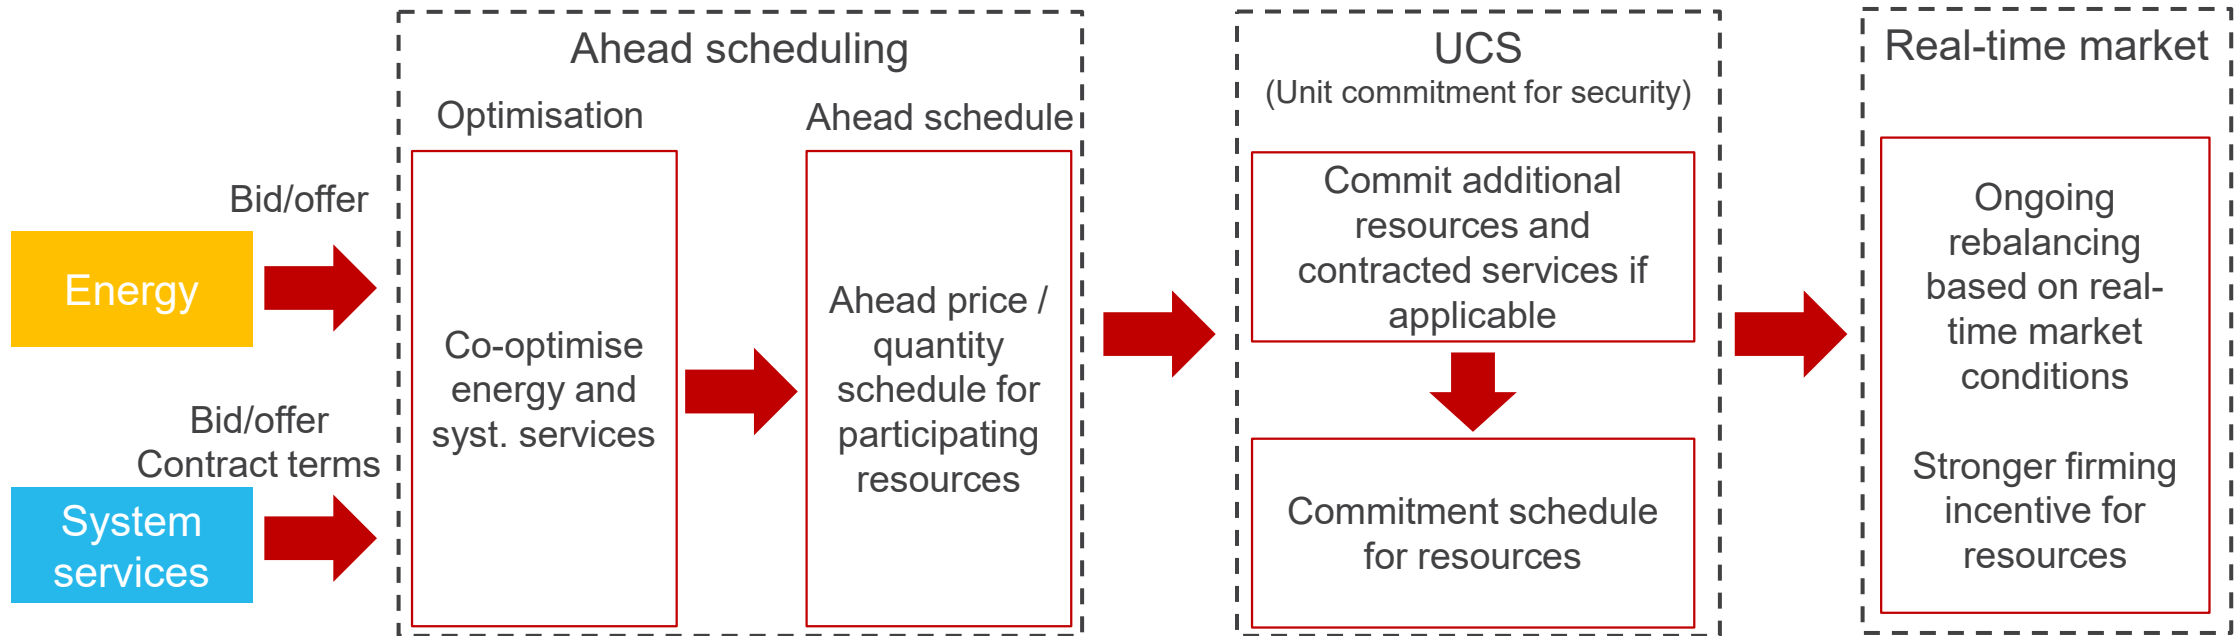 Bid/offer
Energy
Bid/offer
Contract terms
System
services
Ahead scheduling
Optimisation
Co-optimise
energy and
syst. services
Ahead schedule
Ahead price /
quantity
schedule for
participating
resources
UCS
(Unit commitment for security)
Commit additional
resources and
contracted services if
applicable
Commitment schedule
for resources
Real-time market
Ongoing
rebalancing
based on real-
time market
conditions
Stronger firming
incentive for
resources